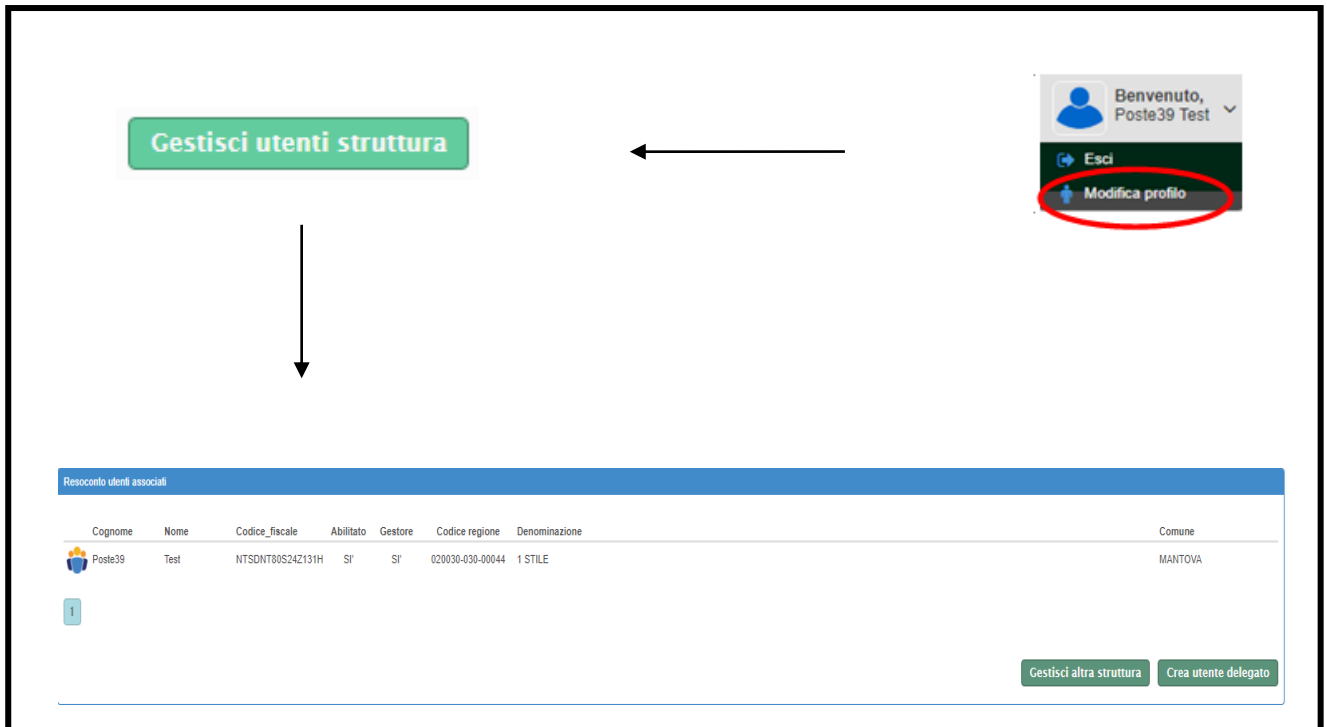 Benvenuto,
Poste39 Test
Esci
Modifica profilo
Gestisci utenti struttura
Resoconto utenti associati
Cognome Nome Codice_fiscale Abilitato Gestore Codice regione Denominazione Comune
Poste39 Test NTSDNT80S24Z131H SI' SI' 020030-030-00044 1 STILE MANTOVA
1
Gestisci altra struttura Crea utente delegato